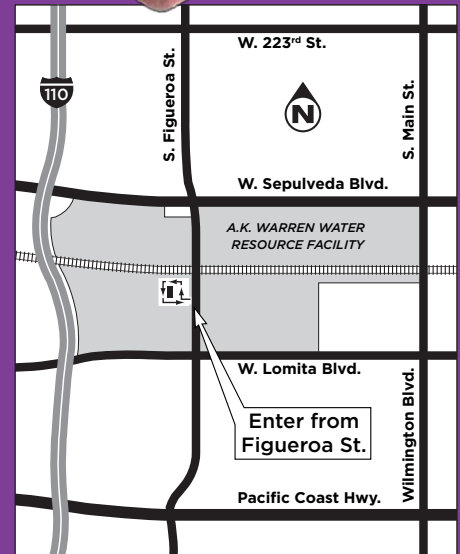 W. 223rd St.
110
S. Figueroa St.
N
S. Main St.
W. Sepulveda Blvd.
A.K. WARREN WATER
RESOURCE FACILITY
W. Lomita Blvd.
Enter from
Figueroa St.
Wilmington Blvd.
Pacific Coast Hwy.